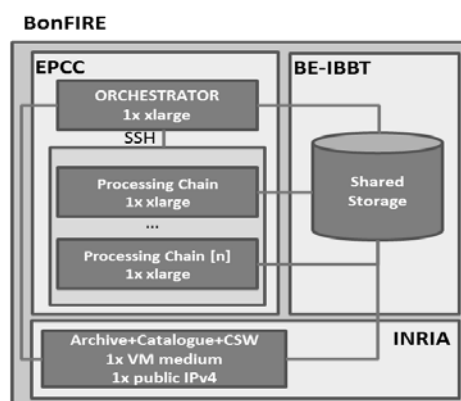 BonFIRE
EPCC
BE-IBBT
ORCHESTRATOR
1x xlarge
SSH
Processing Chain
1x xlarge
...
Processing Chain [n]
1x xlarge
Shared
Storage
Archive+Catalogue+CSW
1x VM medium
1x public IPv4
INRIA